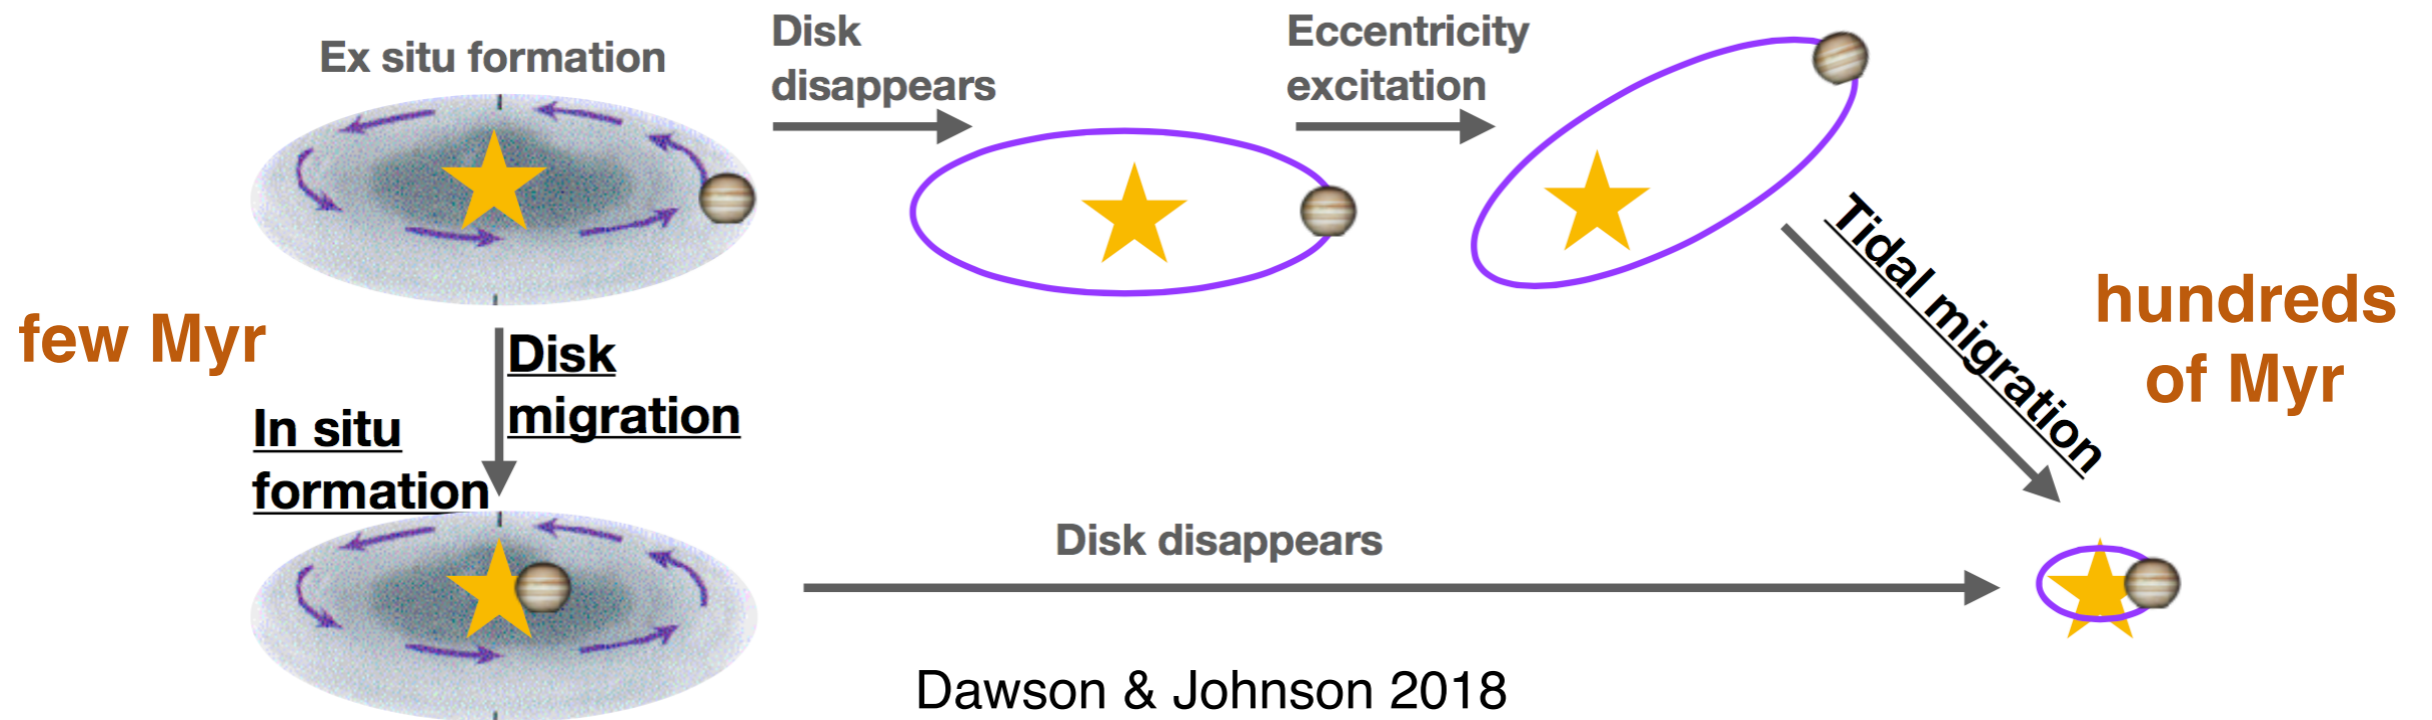 Ex situ formation
Disk
disappears
Eccentricity
excitation
few Myr
Disk
migration
In situ
formation
Tidal migration
hundreds
of Myr
Disk disappears
Dawson & Johnson 2018